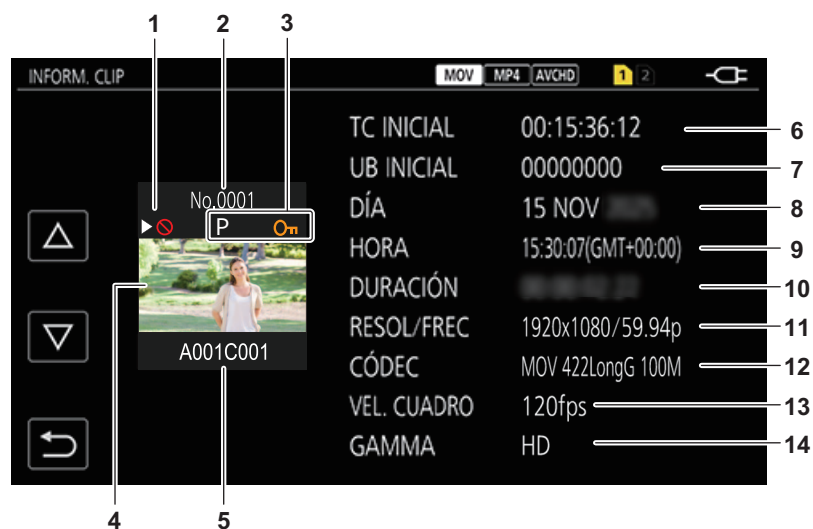 1 2 3
INFORM. CLIP MOV MP4 AVCHD 1 2
TC INICIAL 00:15:36:12 6
UB INICIAL 00000000 7
No.0001
DÍA 15 NOV 8
P
HORA 15:30:07(GMT+00:00) 9
DURACIÓN 10
RESOL/FREC 1920x1080/59.94p 11
A001C001
CÓDEC MOV 422LongG 100M 12
VEL. CUADRO 120fps 13
GAMMA HD 14
4 5